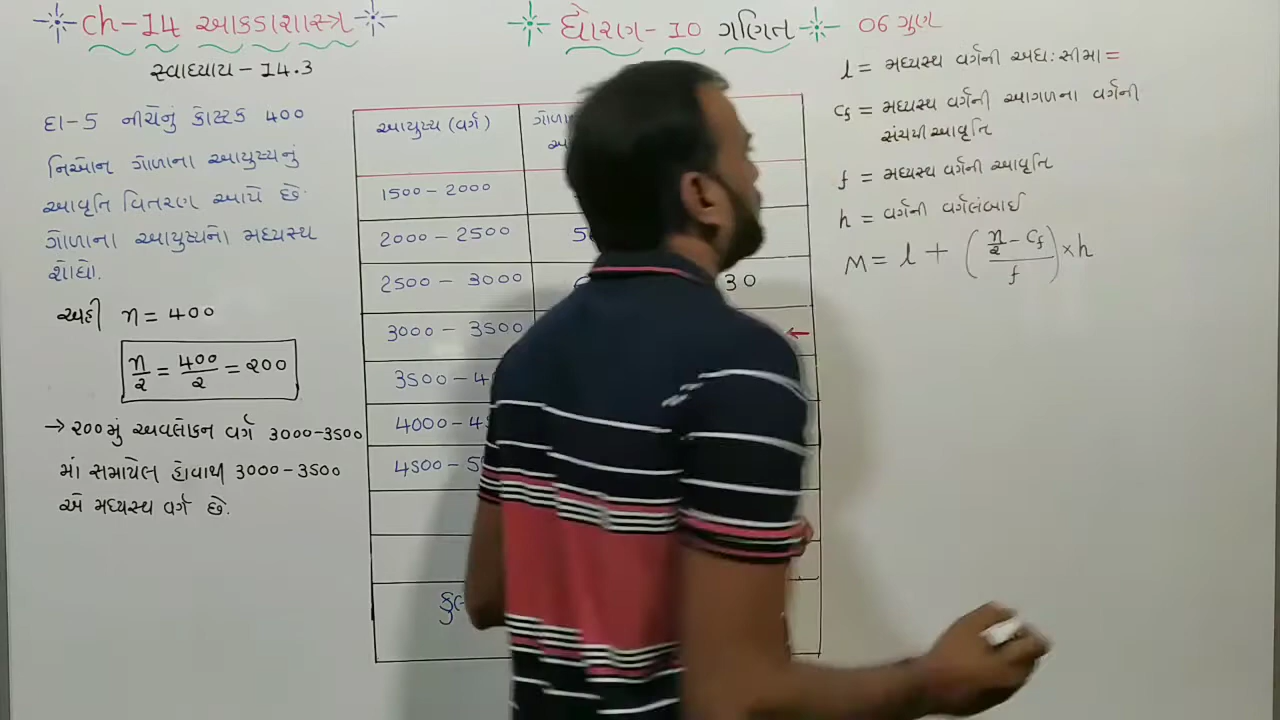 ch-14 આકડાશાસ્ત્ર
ધોરણ-10 ગણિત
06 ગુણ
સ્વાધ્યાય-14.3
દા-5 નીચેનું કોષ્ટક 400
નિઓન ગોળાના આયુષ્યનું
આવૃતિ વિતરણ આપે છે.
ગોળાના આયુષ્યનો મધ્યસ્થ
શોધો.
અહીં n = 400
n/2 = 400/2 = 200
→ 200મું અવલોકન વર્ગ 3000-3500
માં સમાયેલ હોવાથી 3000-3500
એ મધ્યસ્થ વર્ગ છે.
આયુષ્ય (વર્ગ)
1500-2000
2000-2500
2500-3000
30
3000-3500
←
3500-4
4000-4
4500-5
l = મધ્યસ્થ વર્ગની અધ:સીમા =
cf = મધ્યસ્થ વર્ગની આગળના વર્ગની
સંચયી આવૃતિ
f = મધ્યસ્થ વર્ગની આવૃતિ
h = વર્ગની વર્ગલંબાઈ
M = l + ((n/2 - cf)/f) × h